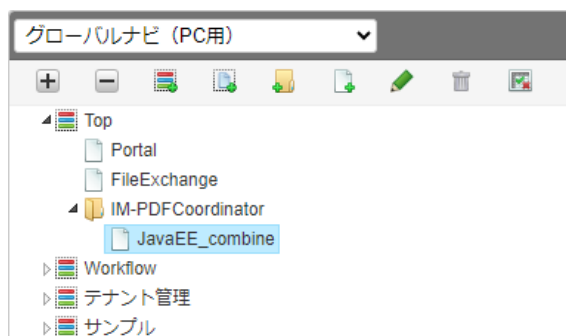 グローバルナビ（PC用）
Top
Portal
FileExchange
IM-PDFCoordinator
JavaEE_combine
Workflow
テナント管理
サンプル